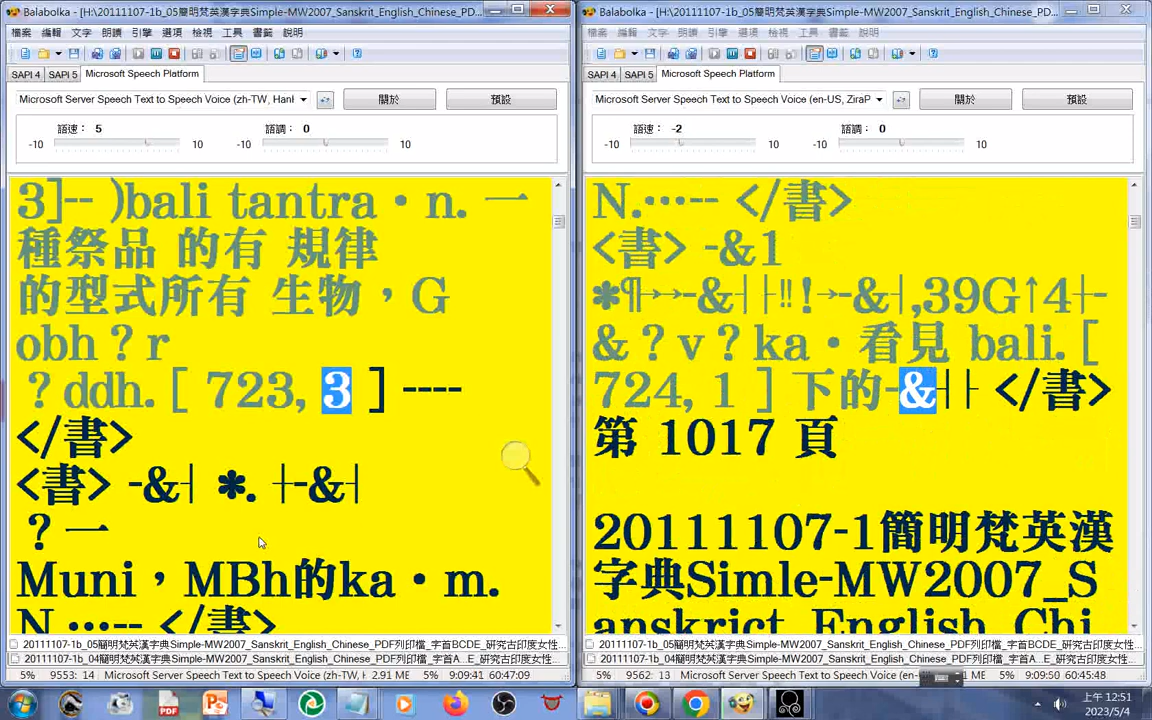 Balabolka - [H:\20111107-1b_05簡明梵英漢字典Simple-MW2007_Sanskrit_English_Chinese_PD...
檔案 編輯 文字 朗讀 引擎 選項 檢視 工具 書籤 說明
SAPI 4 SAPI 5 Microsoft Speech Platform
Microsoft Server Speech Text to Speech Voice (zh-TW, Hanl
關於
預設
語速： 5
語調： 0
-10 10 -10 10
3]-- )bali tantra‧n. 一
種祭品 的有 規律
的型式所有 生物，G
obh？r
？ddh. [ 723, 3 ] ----
</書>
<書> -&┤ ✽. ┼-&┤
？一
Muni，MBh的ka‧m.
N.…-- </書>
20111107-1b_05簡明梵英漢字典Simple-MW2007_Sanskrit_English_Chinese_PDF列印檔_字首BCDE_研究古印度女性...
20111107-1b_04簡明梵英漢字典Simple-MW2007_Sanskrit_English_Chinese_PDF列印檔_字首A...E_研究古印度女性...
5% 9553: 14 Microsoft Server Speech Text to Speech Voice (zh-TW, 2.91 ME 5% 9:09:41 60:47:09
Balabolka - [H:\20111107-1b_05簡明梵英漢字典Simple-MW2007_Sanskrit_English_Chinese_PD...
檔案 編輯 文字 朗讀 引擎 選項 檢視 工具 書籤 說明
SAPI 4 SAPI 5 Microsoft Speech Platform
Microsoft Server Speech Text to Speech Voice (en-US, ZiraP
關於
預設
語速： -2
語調： 0
-10 10 -10 10
N.…-- </書>
<書> -&1
✽¶├→→-&┤├‼!→-&┤,39G↑4┼-
&？v？ka‧看見 bali. [
724, 1 ] 下的-&┤├ </書>
第 1017 頁
20111107-1簡明梵英漢
字典Simle-MW2007_S
anskrict_English_Chi
20111107-1b_05簡明梵英漢字典Simple-MW2007_Sanskrit_English_Chinese_PDF列印檔_字首BCDE_研究古印度女性...
20111107-1b_04簡明梵英漢字典Simple-MW2007_Sanskrit_English_Chinese_PDF列印檔_字首A...E_研究古印度女性...
5% 9562: 13 Microsoft Server Speech Text to Speech Voice ME 5% 9:09:50 60:45:48
PDF
上午 12:51
2023/5/4